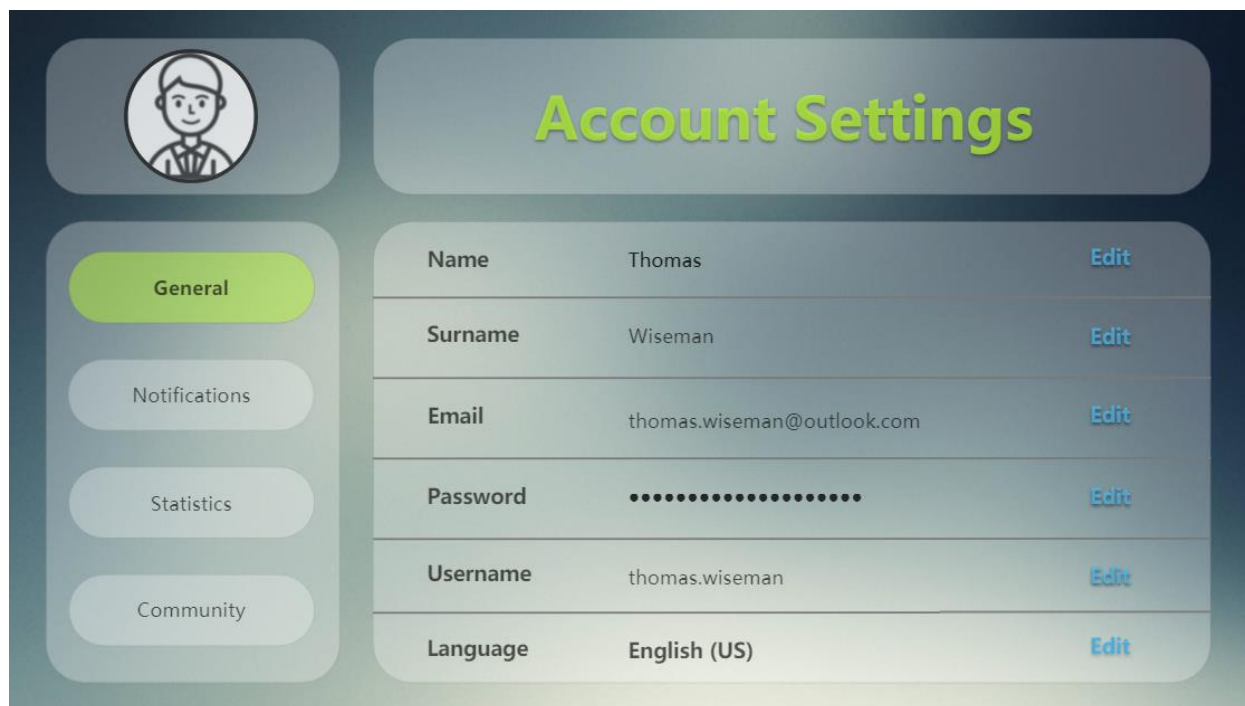 Account Settings
General
Notifications
Statistics
Community
Name Thomas Edit
Surname Wiseman Edit
Email thomas.wiseman@outlook.com Edit
Password •••••••••••••••••••• Edit
Username thomas.wiseman Edit
Language English (US) Edit